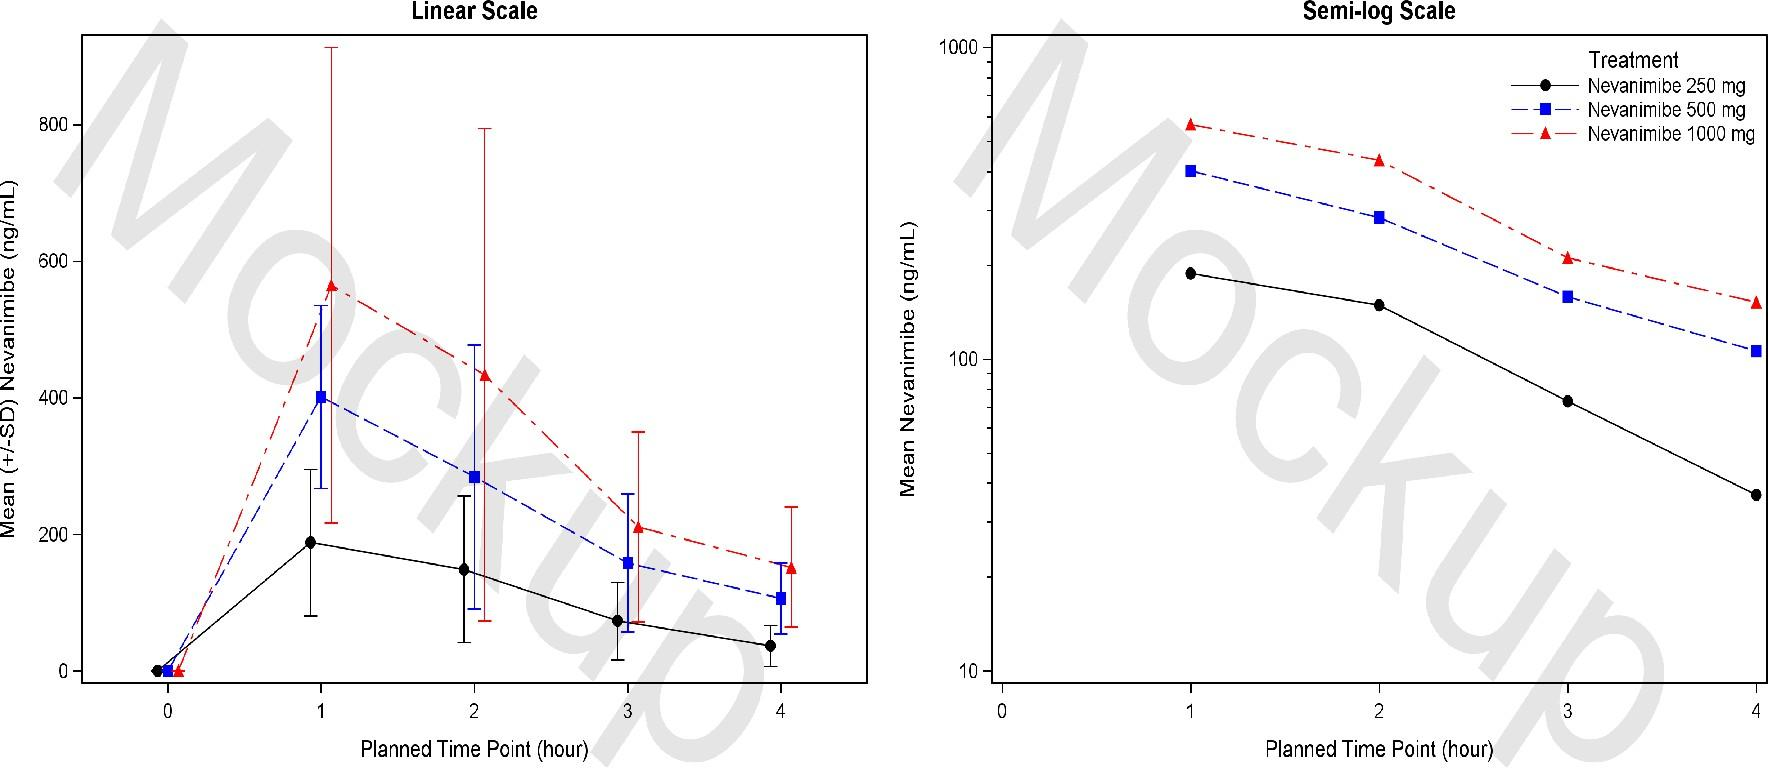 Linear Scale
Mean (+/-SD) Nevanimibe (ng/mL)
800
600
400
200
0
0 1 2 3 4
Planned Time Point (hour)
Mockup
Semi-log Scale
Mean Nevanimibe (ng/mL)
1000
100
10
Treatment
Nevanimibe 250 mg
Nevanimibe 500 mg
Nevanimibe 1000 mg
0 1 2 3 4
Planned Time Point (hour)
Mockup